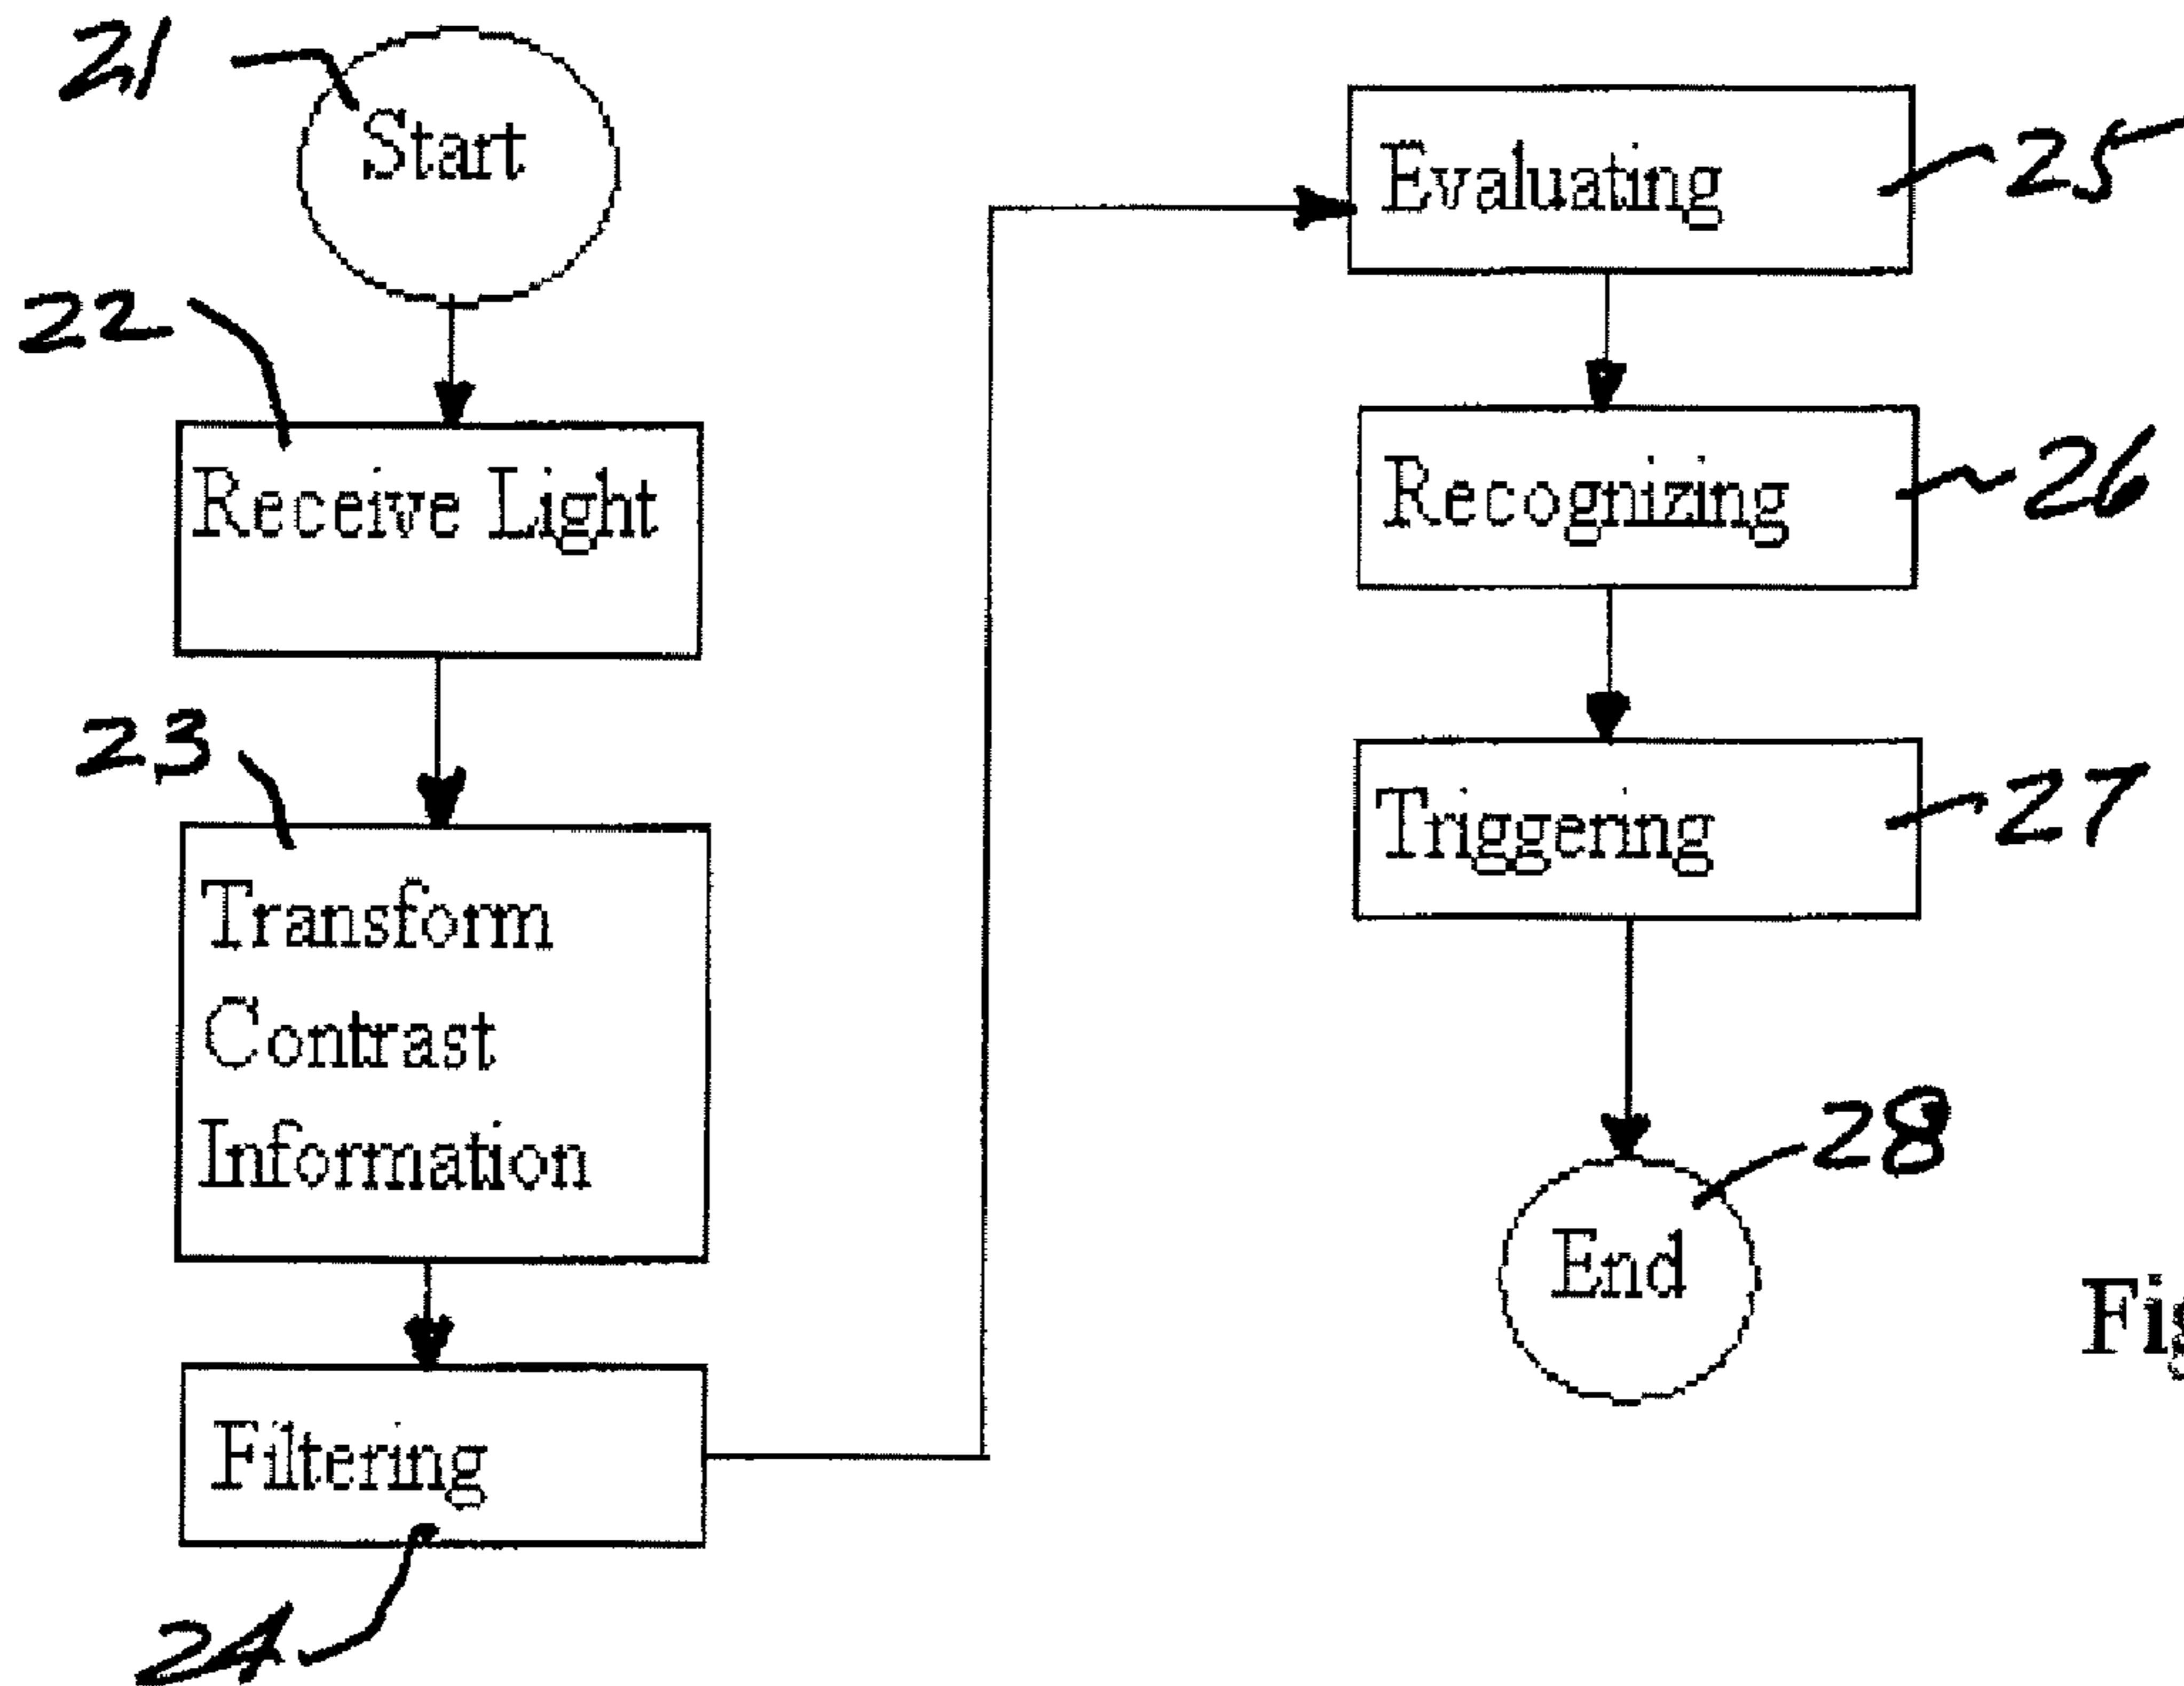 21
Start
22
Receive Light
23
Transform
Contrast
Information
Filtering
24
Evaluating
25
Recognizing
26
Triggering
27
28
End